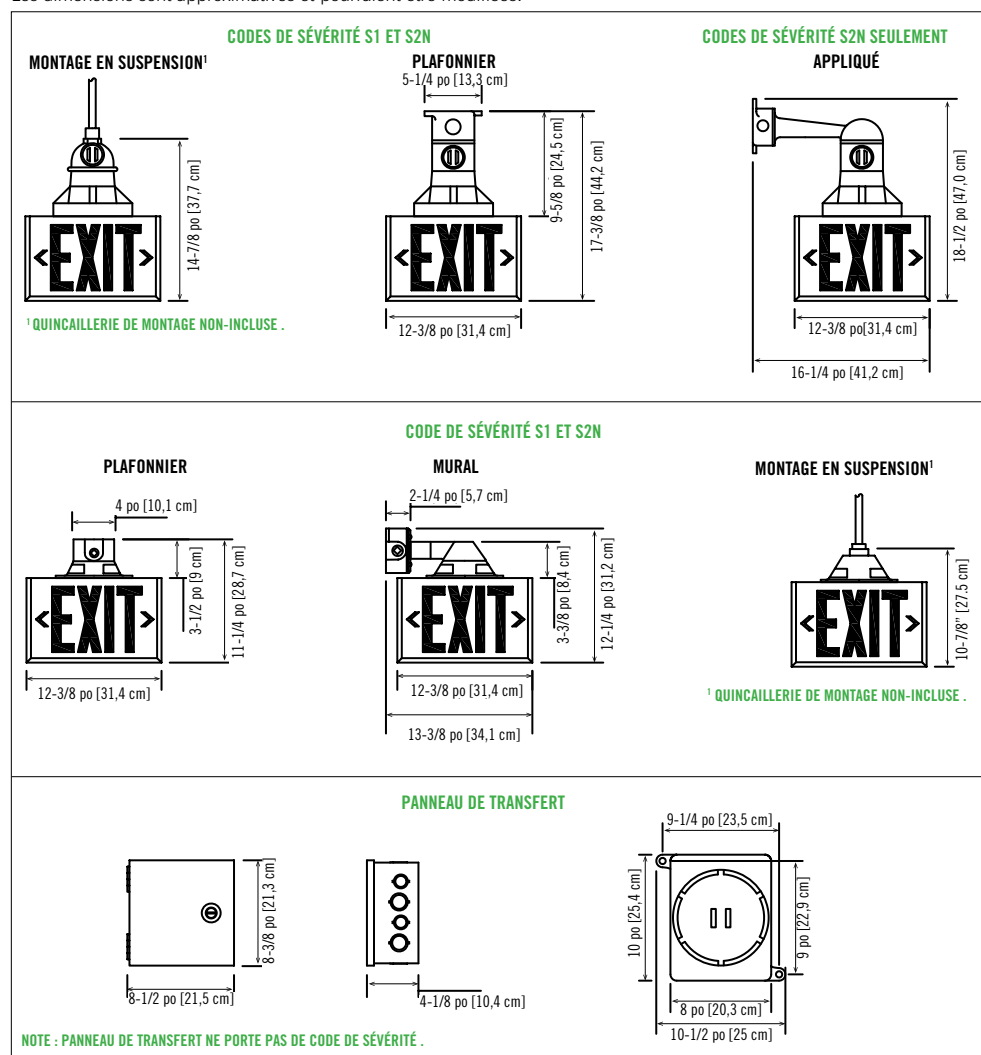 Les dimensions sont approximatives et pourraient être modifiées.
CODES DE SÉVÉRITÉ S1 ET S2N
CODES DE SÉVÉRITÉ S2N SEULEMENT
MONTAGE EN SUSPENSION¹
PLAFONNIER
APPLIQUÉ
5-1/4 po [13,3 cm]
14-7/8 po [37,7 cm]
9-5/8 po [24,5 cm]
17-3/8 po [44,2 cm]
18-1/2 po [47,0 cm]
EXIT
EXIT
EXIT
¹ QUINCAILLERIE DE MONTAGE NON-INCLUSE .
12-3/8 po [31,4 cm]
12-3/8 po[31,4 cm]
16-1/4 po [41,2 cm]
CODE DE SÉVÉRITÉ S1 ET S2N
PLAFONNIER
MURAL
MONTAGE EN SUSPENSION¹
4 po [10,1 cm]
2-1/4 po [5,7 cm]
3-1/2 po [9 cm]
11-1/4 po [28,7 cm]
3-3/8 po [8,4 cm]
12-1/4 po [31,2 cm]
10-7/8" [27.5 cm]
EXIT
EXIT
EXIT
12-3/8 po [31,4 cm]
12-3/8 po [31,4 cm]
13-3/8 po [34,1 cm]
¹ QUINCAILLERIE DE MONTAGE NON-INCLUSE .
PANNEAU DE TRANSFERT
9-1/4 po [23,5 cm]
8-3/8 po [21,3 cm]
10 po [25,4 cm]
9 po [22,9 cm]
8-1/2 po [21,5 cm]
4-1/8 po [10,4 cm]
8 po [20,3 cm]
10-1/2 po [25 cm]
NOTE : PANNEAU DE TRANSFERT NE PORTE PAS DE CODE DE SÉVÉRITÉ .